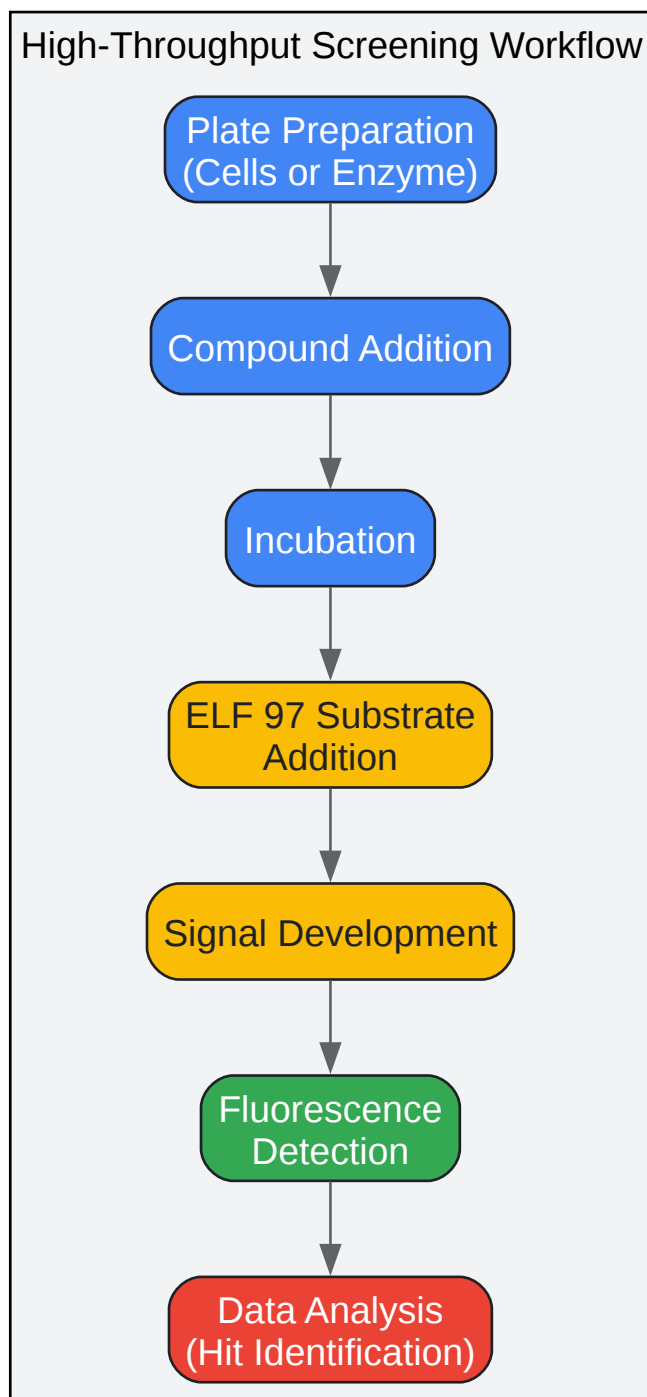 High-Throughput Screening Workflow
Plate Preparation
(Cells or Enzyme)
Compound Addition
Incubation
ELF 97 Substrate
Addition
Signal Development
Fluorescence
Detection
Data Analysis
(Hit Identification)